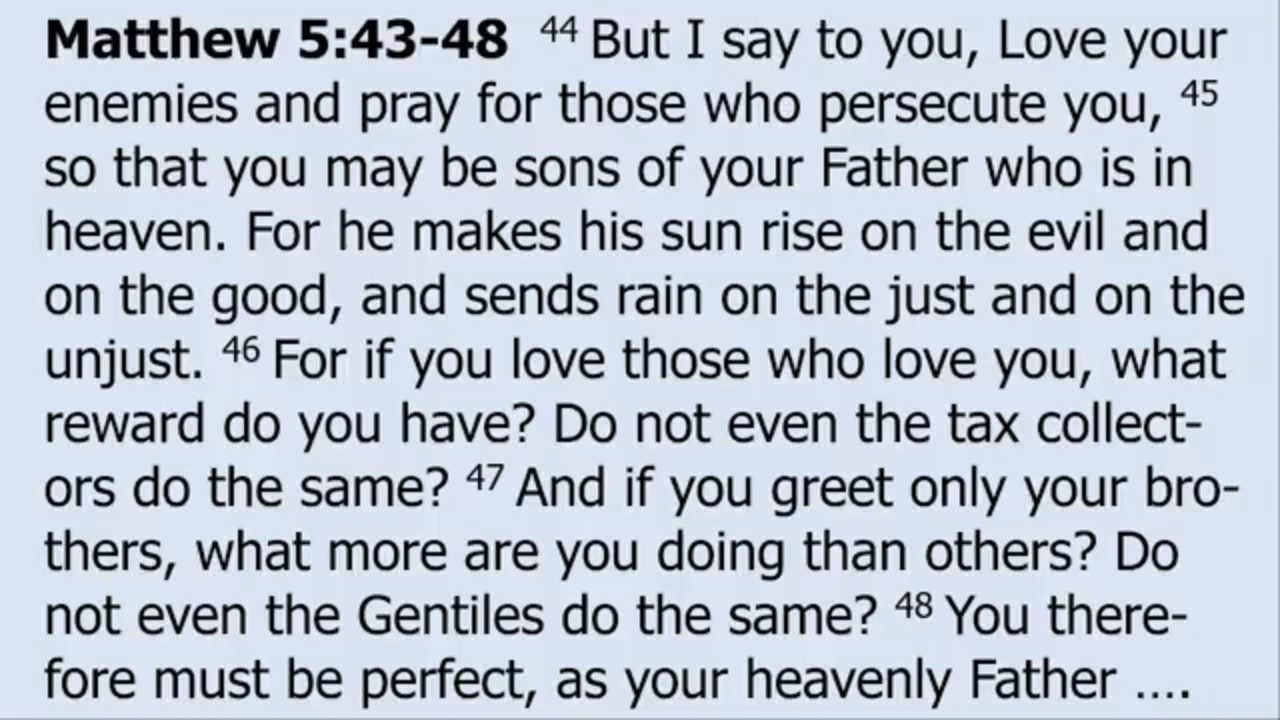 Matthew 5:43-48 44 But I say to you, Love your
enemies and pray for those who persecute you, 45
so that you may be sons of your Father who is in
heaven. For he makes his sun rise on the evil and
on the good, and sends rain on the just and on the
unjust. 46 For if you love those who love you, what
reward do you have? Do not even the tax collect-
ors do the same? 47 And if you greet only your bro-
thers, what more are you doing than others? Do
not even the Gentiles do the same? 48 You there-
fore must be perfect, as your heavenly Father ....